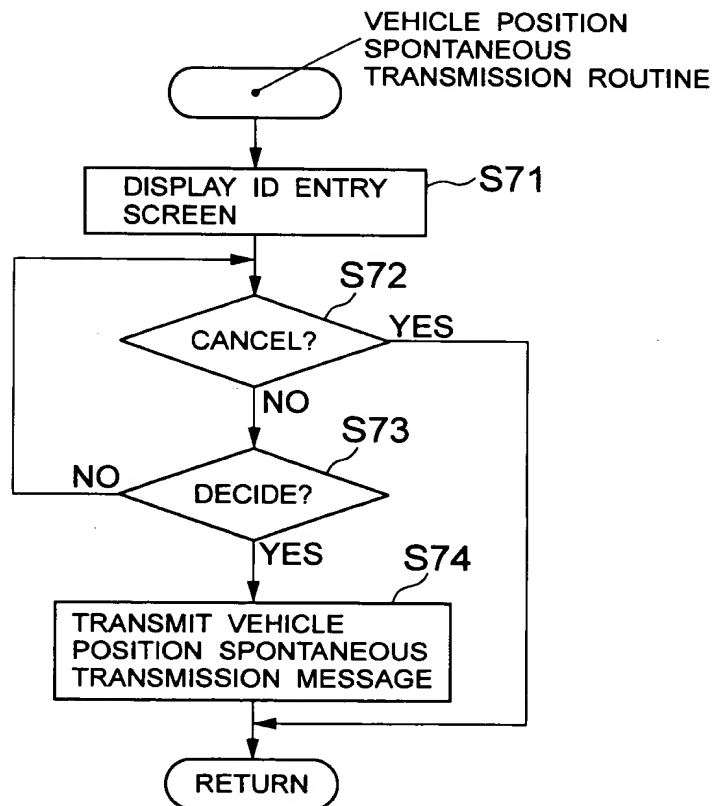 VEHICLE POSITION
SPONTANEOUS
TRANSMISSION ROUTINE
DISPLAY ID ENTRY
SCREEN
S71
S72
CANCEL?
YES
NO
S73
NO
DECIDE?
YES
S74
TRANSMIT VEHICLE
POSITION SPONTANEOUS
TRANSMISSION MESSAGE
RETURN